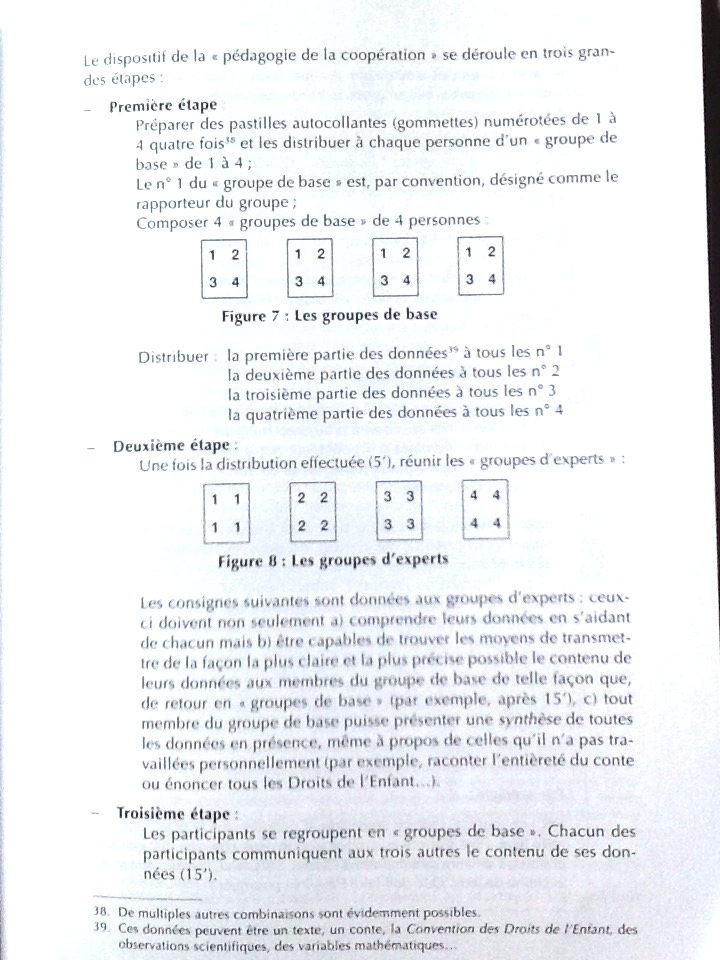 Le dispositif de la « pédagogie de la coopération » se déroule en trois gran-
des étapes :
– Première étape :
Préparer des pastilles autocollantes (gommettes) numérotées de 1 à
4 quatre fois³⁸ et les distribuer à chaque personne d'un « groupe de
base » de 1 à 4 ;
Le n° 1 du « groupe de base » est, par convention, désigné comme le
rapporteur du groupe ;
Composer 4 « groupes de base » de 4 personnes :
1 2 1 2 1 2 1 2
3 4 3 4 3 4 3 4
Figure 7 : Les groupes de base
Distribuer : la première partie des données³⁹ à tous les n° 1
la deuxième partie des données à tous les n° 2
la troisième partie des données à tous les n° 3
la quatrième partie des données à tous les n° 4
– Deuxième étape :
Une fois la distribution effectuée (5'), réunir les « groupes d'experts » :
1 1 2 2 3 3 4 4
1 1 2 2 3 3 4 4
Figure 8 : Les groupes d'experts
Les consignes suivantes sont données aux groupes d'experts : ceux-
ci doivent non seulement a) comprendre leurs données en s'aidant
de chacun mais b) être capables de trouver les moyens de transmet-
tre de la façon la plus claire et la plus précise possible le contenu de
leurs données aux membres du groupe de base de telle façon que,
de retour en « groupes de base » (par exemple, après 15'), c) tout
membre du groupe de base puisse présenter une synthèse de toutes
les données en présence, même à propos de celles qu'il n'a pas tra-
vaillées personnellement (par exemple, raconter l'entièreté du conte
ou énoncer tous les Droits de l'Enfant...).
– Troisième étape :
Les participants se regroupent en « groupes de base ». Chacun des
participants communiquent aux trois autres le contenu de ses don-
nées (15').
38. De multiples autres combinaisons sont évidemment possibles.
39. Ces données peuvent être un texte, un conte, la Convention des Droits de l'Enfant, des
observations scientifiques, des variables mathématiques...